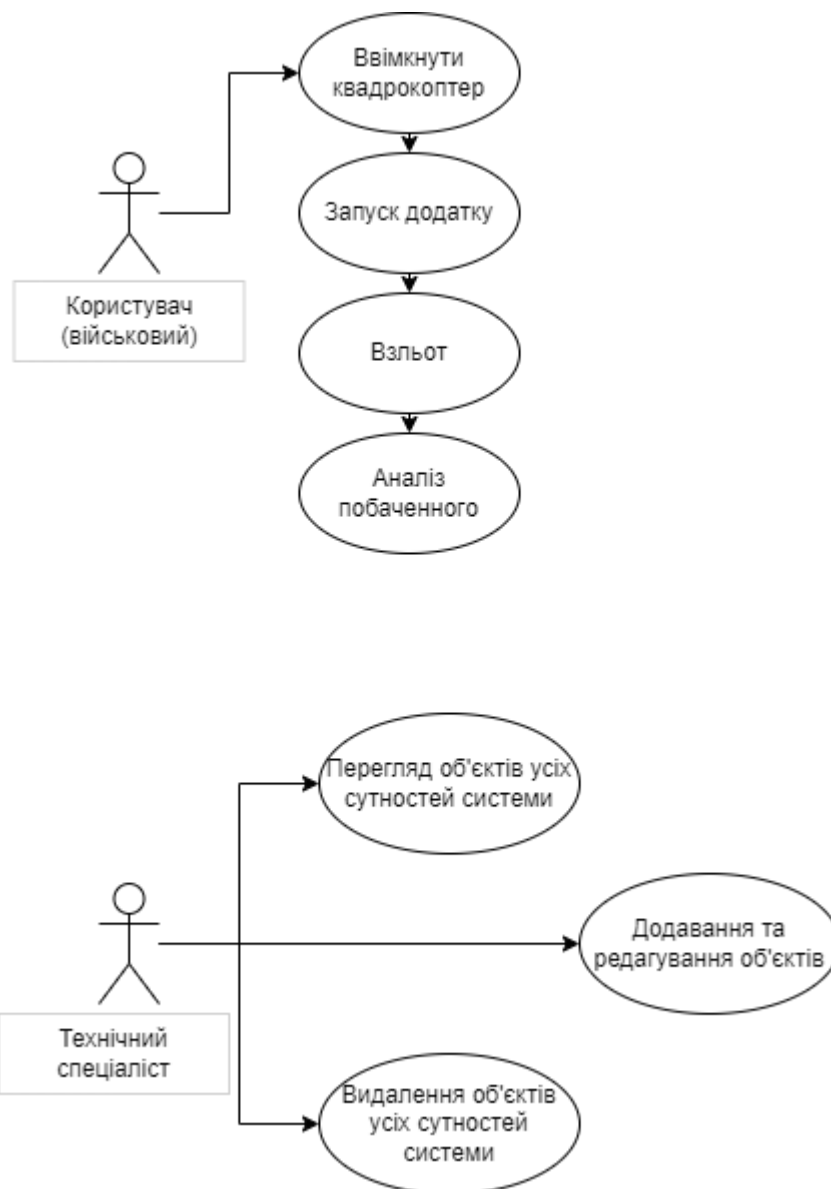 Ввімкнути
квадрокоптер
Запуск додатку
Користувач
(військовий)
Взльот
Аналіз
побаченного
Перегляд об'єктів усіх
сутностей системи
Додавання та
редагування об'єктів
Технічний
спеціаліст
Видалення об'єктів
усіх сутностей
системи